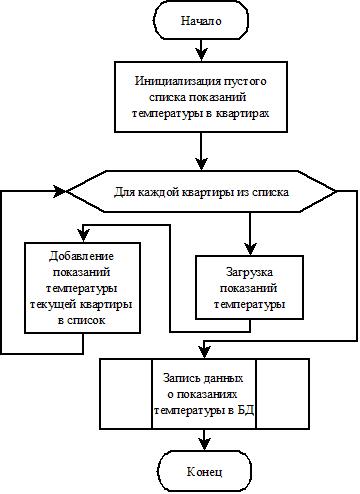 Начало
Инициализация пустого
списка показаний
температуры в квартирах
Для каждой квартиры из списка
Загрузка
показаний
температуры
Добавление
показаний
температуры
текущей квартиры
в список
Запись данных
о показаниях
температуры в БД
Конец